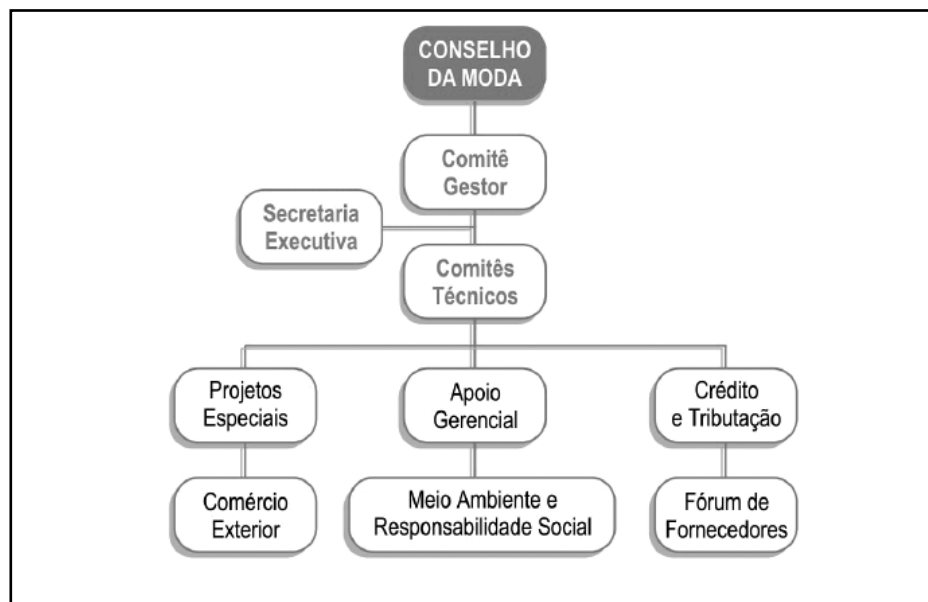 CONSELHO
DA MODA
Comitê
Gestor
Secretaria
Executiva
Comitês
Técnicos
Projetos
Especiais
Apoio
Gerencial
Crédito
e Tributação
Comércio
Exterior
Meio Ambiente e
Responsabilidade Social
Fórum de
Fornecedores